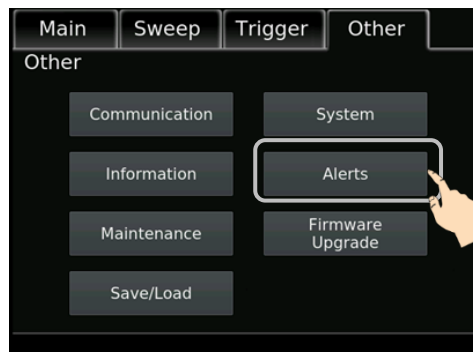 Main Sweep Trigger Other
Other
Communication System
Information Alerts
Maintenance Firmware
Upgrade
Save/Load